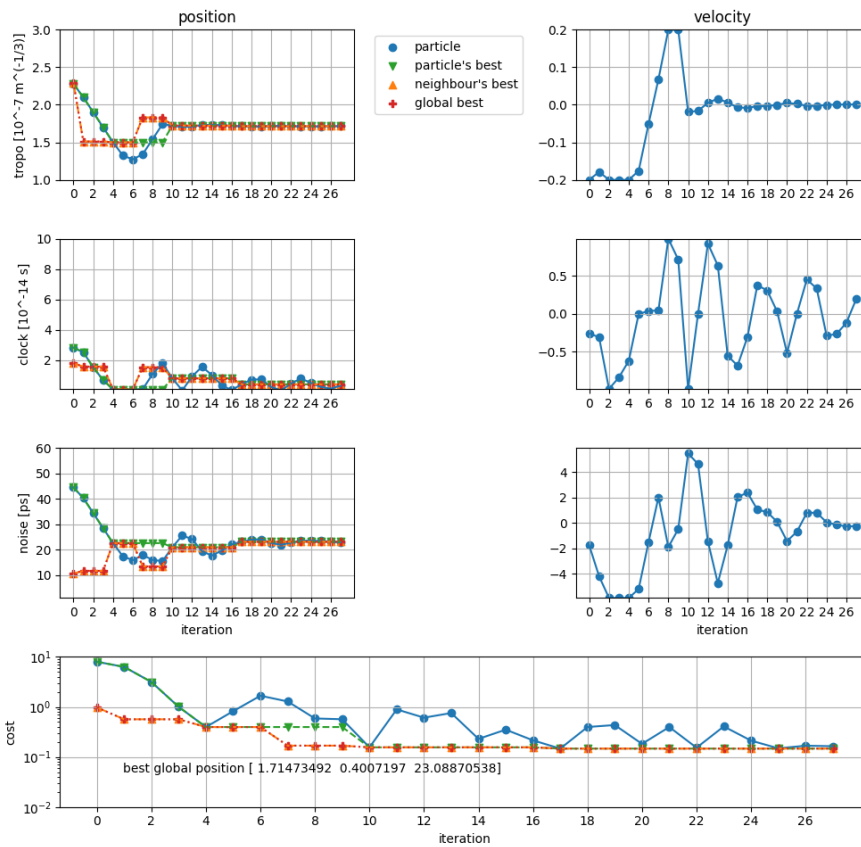 position
velocity
tropo [10^-7 m^(-1/3)]
3.0
2.5
2.0
1.5
1.0
0 2 4 6 8 10 12 14 16 18 20 22 24 26
particle
particle's best
neighbour's best
global best
0.2
0.1
0.0
−0.1
−0.2
0 2 4 6 8 10 12 14 16 18 20 22 24 26
clock [10^-14 s]
10
8
6
4
2
0 2 4 6 8 10 12 14 16 18 20 22 24 26
0.5
0.0
−0.5
0 2 4 6 8 10 12 14 16 18 20 22 24 26
noise [ps]
60
50
40
30
20
10
0 2 4 6 8 10 12 14 16 18 20 22 24 26
iteration
4
2
0
−2
−4
0 2 4 6 8 10 12 14 16 18 20 22 24 26
iteration
cost
10^1
10^0
10^-1
10^-2
best global position [ 1.71473492 0.4007197 23.08870538]
0 2 4 6 8 10 12 14 16 18 20 22 24 26
iteration